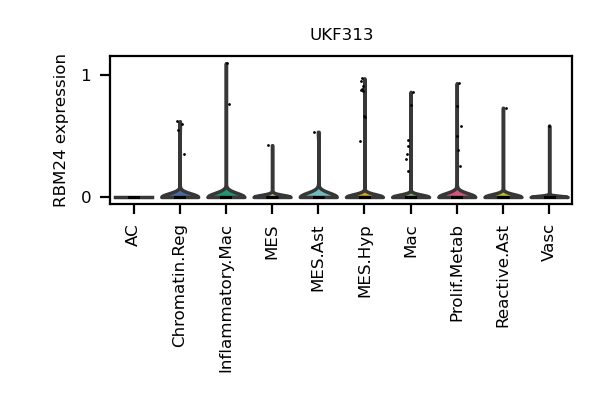 UKF313
RBM24 expression
1
0
AC
Chromatin.Reg
Inflammatory.Mac
MES
MES.Ast
MES.Hyp
Mac
Prolif.Metab
Reactive.Ast
Vasc